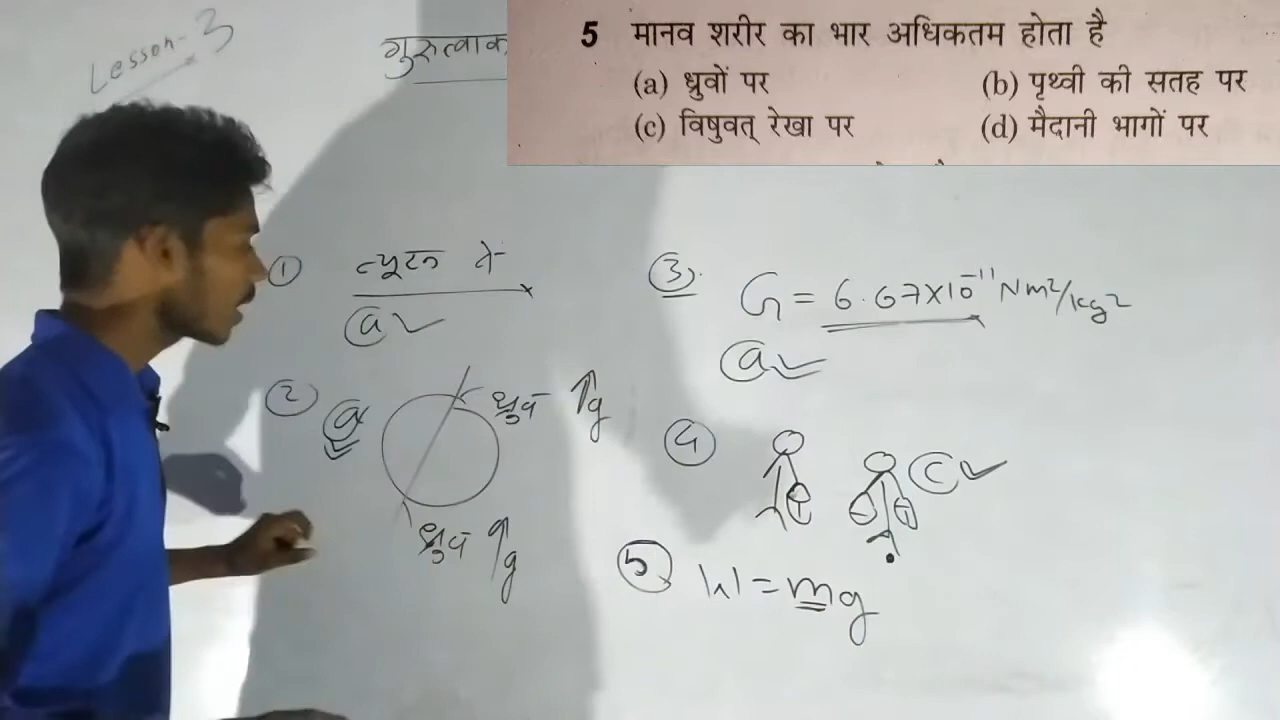 Lesson-3
गुरुत्वाक
5 मानव शरीर का भार अधिकतम होता है
(a) ध्रुवों पर (b) पृथ्वी की सतह पर
(c) विषुवत् रेखा पर (d) मैदानी भागों पर
① न्यूटन ने
ⓐ✓
② ⓐ ध्रुव ↑g
ध्रुव ↑g
③. G = 6.67×10⁻¹¹ Nm²/kg²
ⓐ✓
④ ⓒ✓
⑤ W = mg